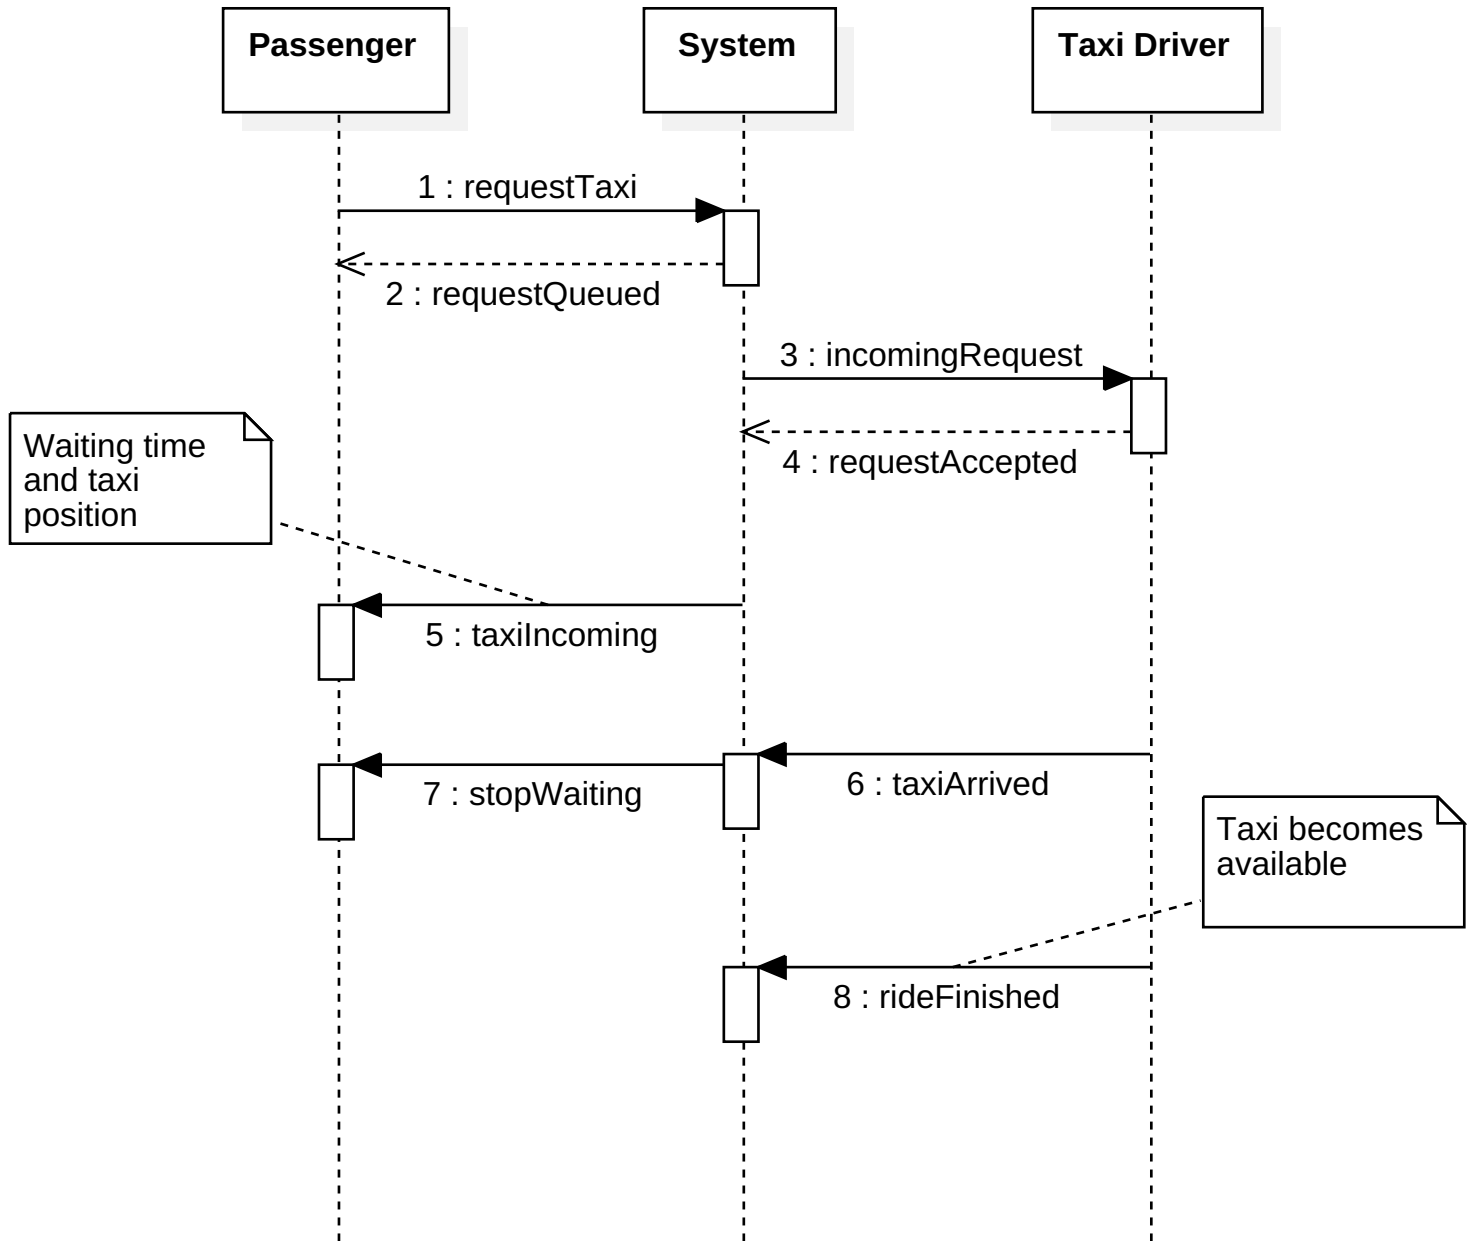 Passenger
System
Taxi Driver
1 : requestTaxi
2 : requestQueued
3 : incomingRequest
4 : requestAccepted
Waiting time
and taxi
position
5 : taxiIncoming
6 : taxiArrived
7 : stopWaiting
Taxi becomes
available
8 : rideFinished